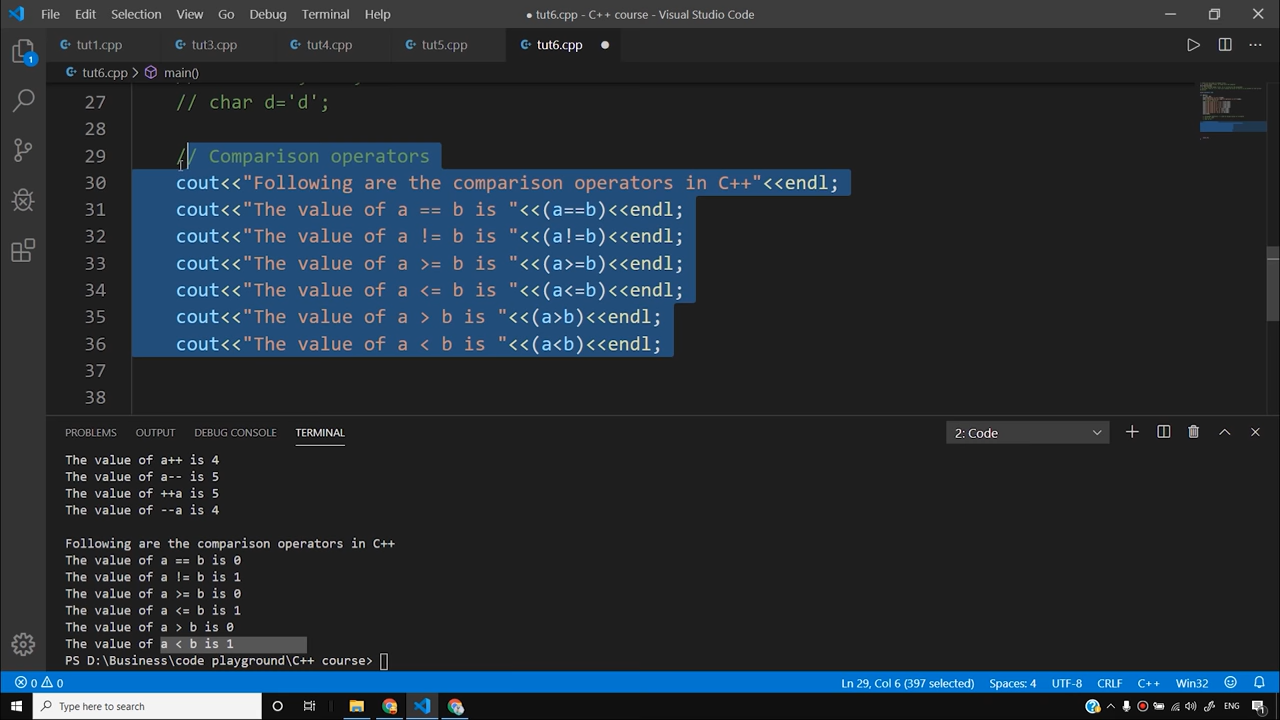 File Edit Selection View Go Debug Terminal Help
● tut6.cpp - C++ course - Visual Studio Code
tut1.cpp tut3.cpp tut4.cpp tut5.cpp tut6.cpp
tut6.cpp > main()
27 // char d='d';
28
29 // Comparison operators
30 cout<<"Following are the comparison operators in C++"<<endl;
31 cout<<"The value of a == b is "<<(a==b)<<endl;
32 cout<<"The value of a != b is "<<(a!=b)<<endl;
33 cout<<"The value of a >= b is "<<(a>=b)<<endl;
34 cout<<"The value of a <= b is "<<(a<=b)<<endl;
35 cout<<"The value of a > b is "<<(a>b)<<endl;
36 cout<<"The value of a < b is "<<(a<b)<<endl;
37
38
PROBLEMS OUTPUT DEBUG CONSOLE TERMINAL 2: Code
The value of a++ is 4
The value of a-- is 5
The value of ++a is 5
The value of --a is 4
Following are the comparison operators in C++
The value of a == b is 0
The value of a != b is 1
The value of a >= b is 0
The value of a <= b is 1
The value of a > b is 0
The value of a < b is 1
PS D:\Business\code playground\C++ course>
0 0 Ln 29, Col 6 (397 selected) Spaces: 4 UTF-8 CRLF C++ Win32
Type here to search ENG